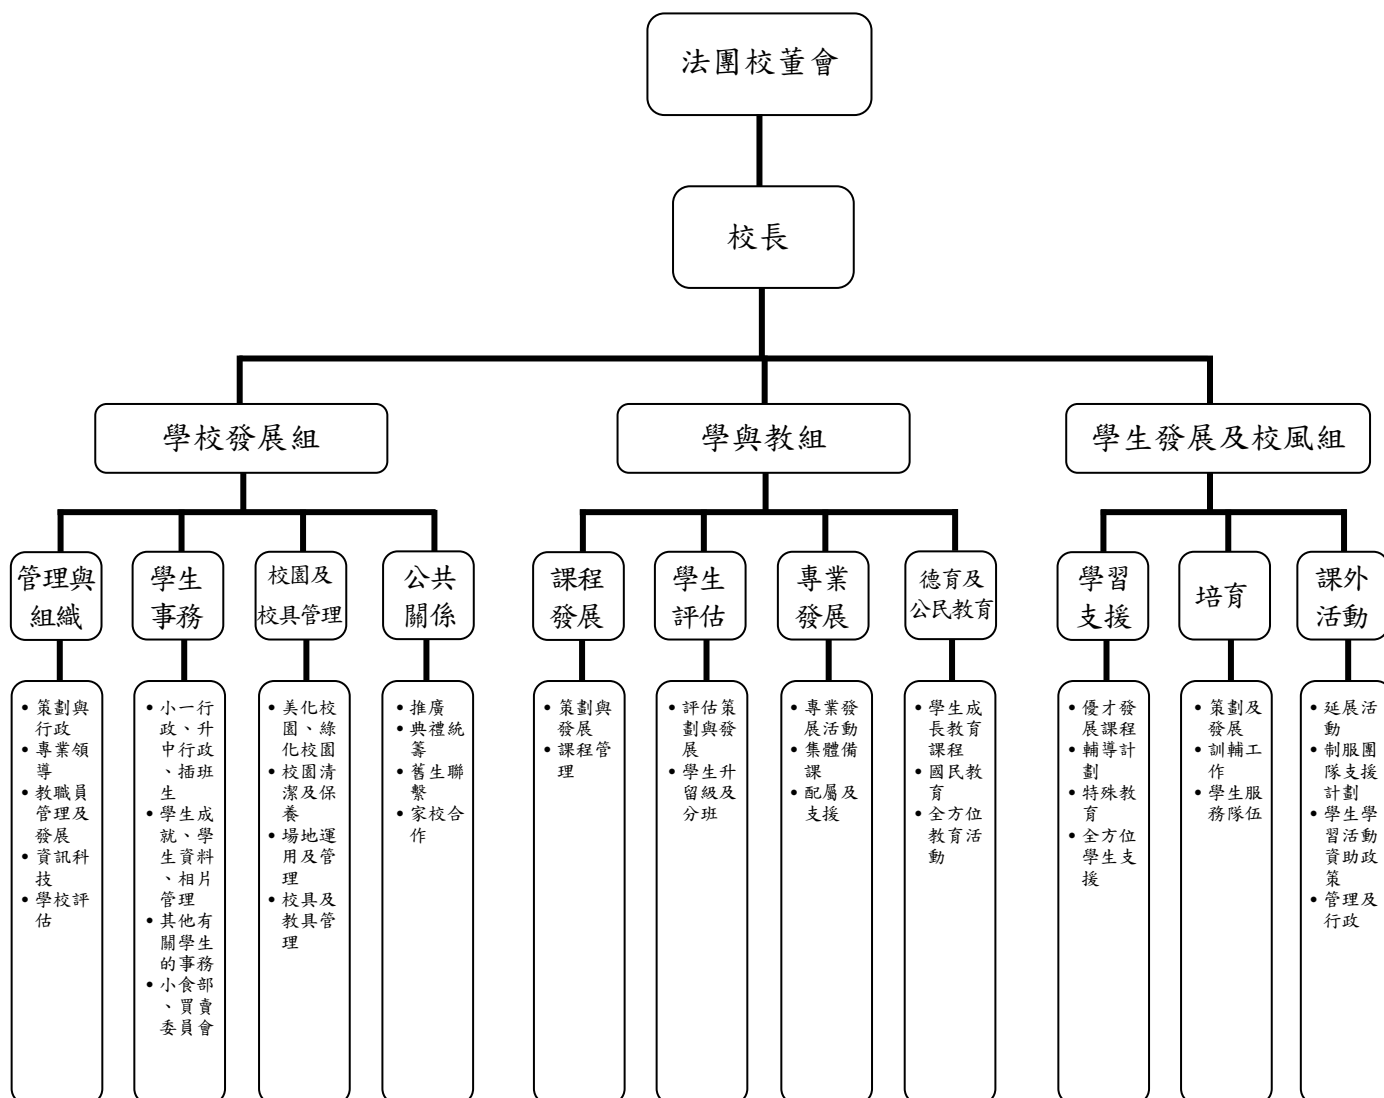 法團校董會
校長
學校發展組
學與教組
學生發展及校風組
管理與
組織
學生
事務
校園及
校具管理
公共
關係
課程
發展
學生
評估
專業
發展
德育及
公民教育
學習
支援
培育
課外
活動
• 策劃與
行政
• 專業領
導
• 教職員
管理及
發展
• 資訊科
技
• 學校評
估
• 小一行
政、升
中行政
、插班
生
• 學生成
就、學
生資料
、相片
管理
• 其他有
關學生
的事務
• 小食部
、買賣
委員會
• 美化校
園、綠
化校園
• 校園清
潔及保
養
• 場地運
用及管
理
• 校具及
教具管
理
• 推廣
• 典禮統
籌
• 舊生聯
繫
• 家校合
作
• 策劃與
發展
• 課程管
理
• 評估策
劃與發
展
• 學生升
留級及
分班
• 專業發
展活動
• 集體備
課
• 配屬及
支援
• 學生成
長教育
課程
• 國民教
育
• 全方位
教育活
動
• 優才發
展課程
• 輔導計
劃
• 特殊教
育
• 全方位
學生支
援
• 策劃及
發展
• 訓輔工
作
• 學生服
務隊伍
• 延展活
動
• 制服團
隊支援
計劃
• 學生學
習活動
資助政
策
• 管理及
行政